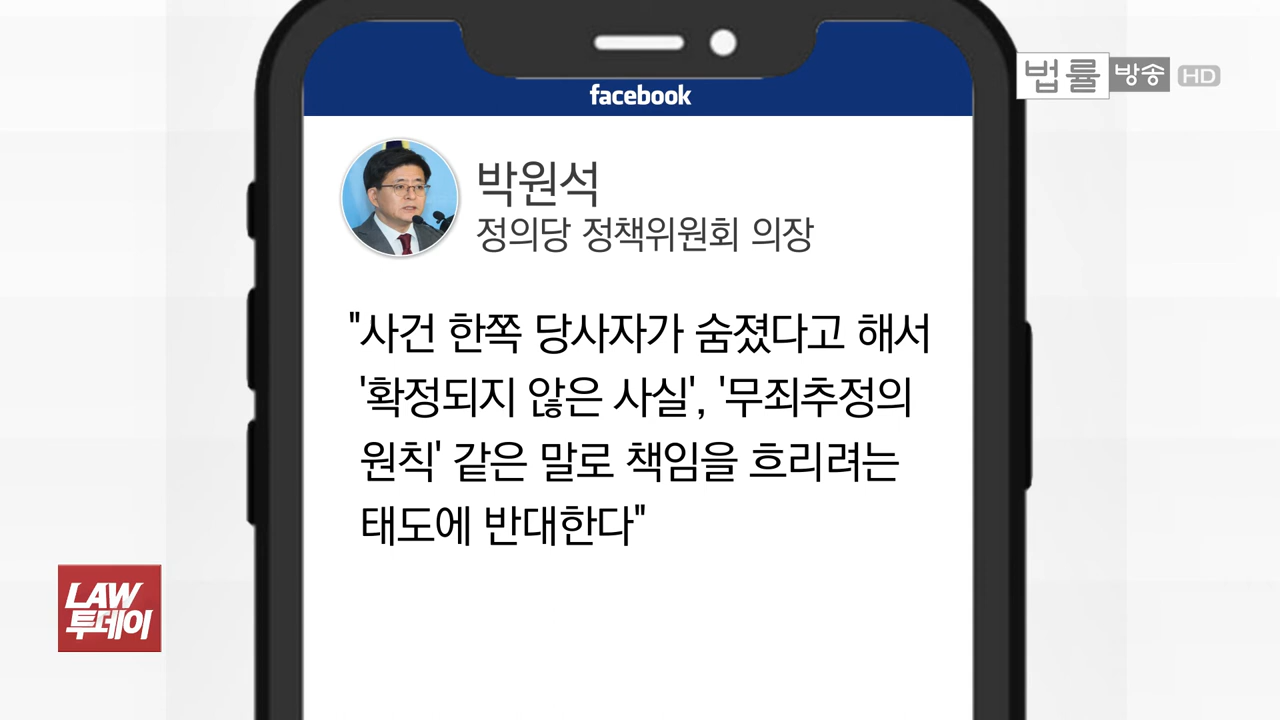 facebook
법률방송 HD
박원석
정의당 정책위원회 의장
"사건 한쪽 당사자가 숨졌다고 해서
'확정되지 않은 사실', '무죄추정의
원칙' 같은 말로 책임을 흐리려는
태도에 반대한다"
LAW
투데이